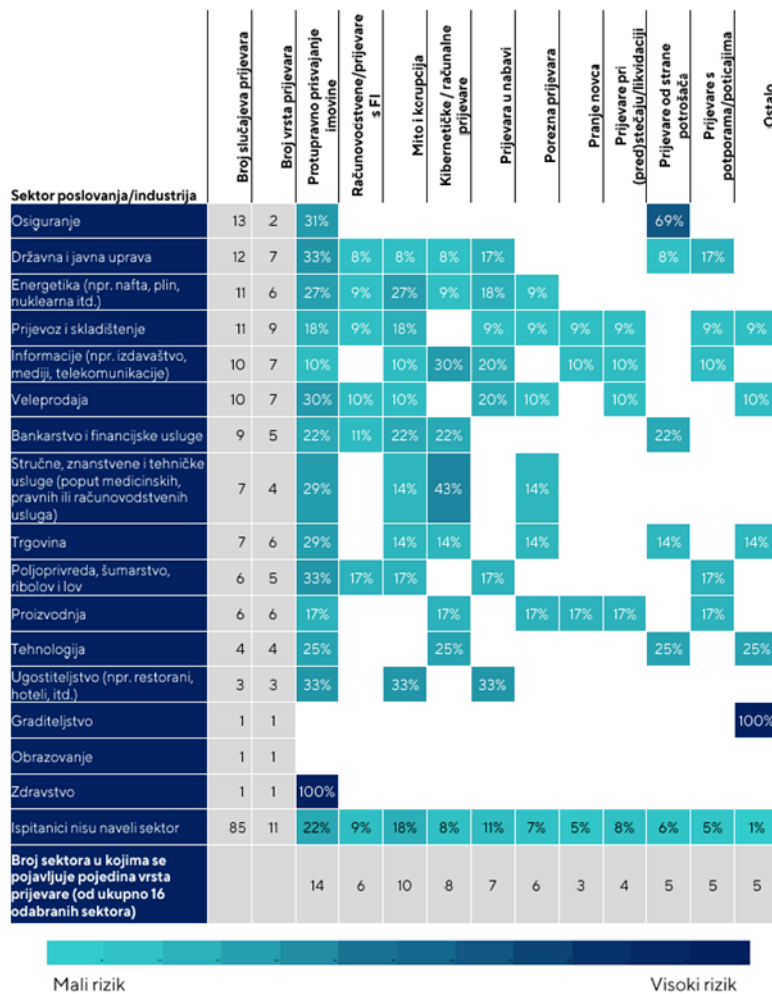 Sektor poslovanja/industrija
Broj slučajeva prijevara
Broj vrsta prijevara
Protupravno prisvajanje
imovine
Računovodstvene/prijevare
s FI
Mito i korupcija
Kibernetičke / računalne
prijevare
Prijevara u nabavi
Porezna prijevara
Pranje novca
Prijevare pri
(pred)stečaju/likvidaciji
Prijevare od strane
potrošača
Prijevare s
potporama/poticajima
Ostalo
Osiguranje 13 2 31% 69%
Državna i javna uprava 12 7 33% 8% 8% 8% 17% 8% 17%
Energetika (npr. nafta, plin,
nuklearna itd.) 11 6 27% 9% 27% 9% 18% 9%
Prijevoz i skladištenje 11 9 18% 9% 18% 9% 9% 9% 9% 9% 9%
Informacije (npr. izdavaštvo,
mediji, telekomunikacije) 10 7 10% 10% 30% 20% 10% 10% 10%
Veleprodaja 10 7 30% 10% 10% 20% 10% 10% 10%
Bankarstvo i financijske usluge 9 5 22% 11% 22% 22% 22%
Stručne, znanstvene i tehničke
usluge (poput medicinskih,
pravnih ili računovodstvenih
usluga) 7 4 29% 14% 43% 14%
Trgovina 7 6 29% 14% 14% 14% 14% 14%
Poljoprivreda, šumarstvo,
ribolov i lov 6 5 33% 17% 17% 17% 17%
Proizvodnja 6 6 17% 17% 17% 17% 17% 17%
Tehnologija 4 4 25% 25% 25% 25%
Ugostiteljstvo (npr. restorani,
hoteli, itd.) 3 3 33% 33% 33%
Graditeljstvo 1 1 100%
Obrazovanje 1 1
Zdravstvo 1 1 100%
Ispitanici nisu naveli sektor 85 11 22% 9% 18% 8% 11% 7% 5% 8% 6% 5% 1%
Broj sektora u kojima se
pojavljuje pojedina vrsta
prijevare (od ukupno 16
odabranih sektora) 14 6 10 8 7 6 3 4 5 5 5
Mali rizik Visoki rizik